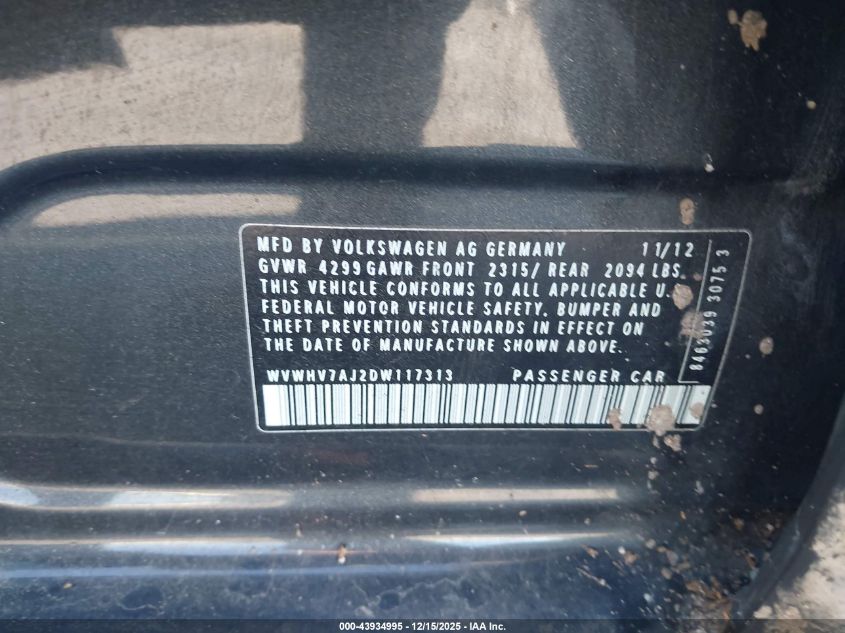 MFD BY VOLKSWAGEN AG GERMANY 11/12
GVWR 4299 GAWR FRONT 2315/ REAR 2094 LBS.
THIS VEHICLE CONFORMS TO ALL APPLICABLE U.
FEDERAL MOTOR VEHICLE SAFETY, BUMPER AND
THEFT PREVENTION STANDARDS IN EFFECT ON
THE DATE OF MANUFACTURE SHOWN ABOVE.
WVWHV7AJ2DW117313 PASSENGER CAR
8463039 3075 3
000-43934995 - 12/15/2025 - IAA Inc.